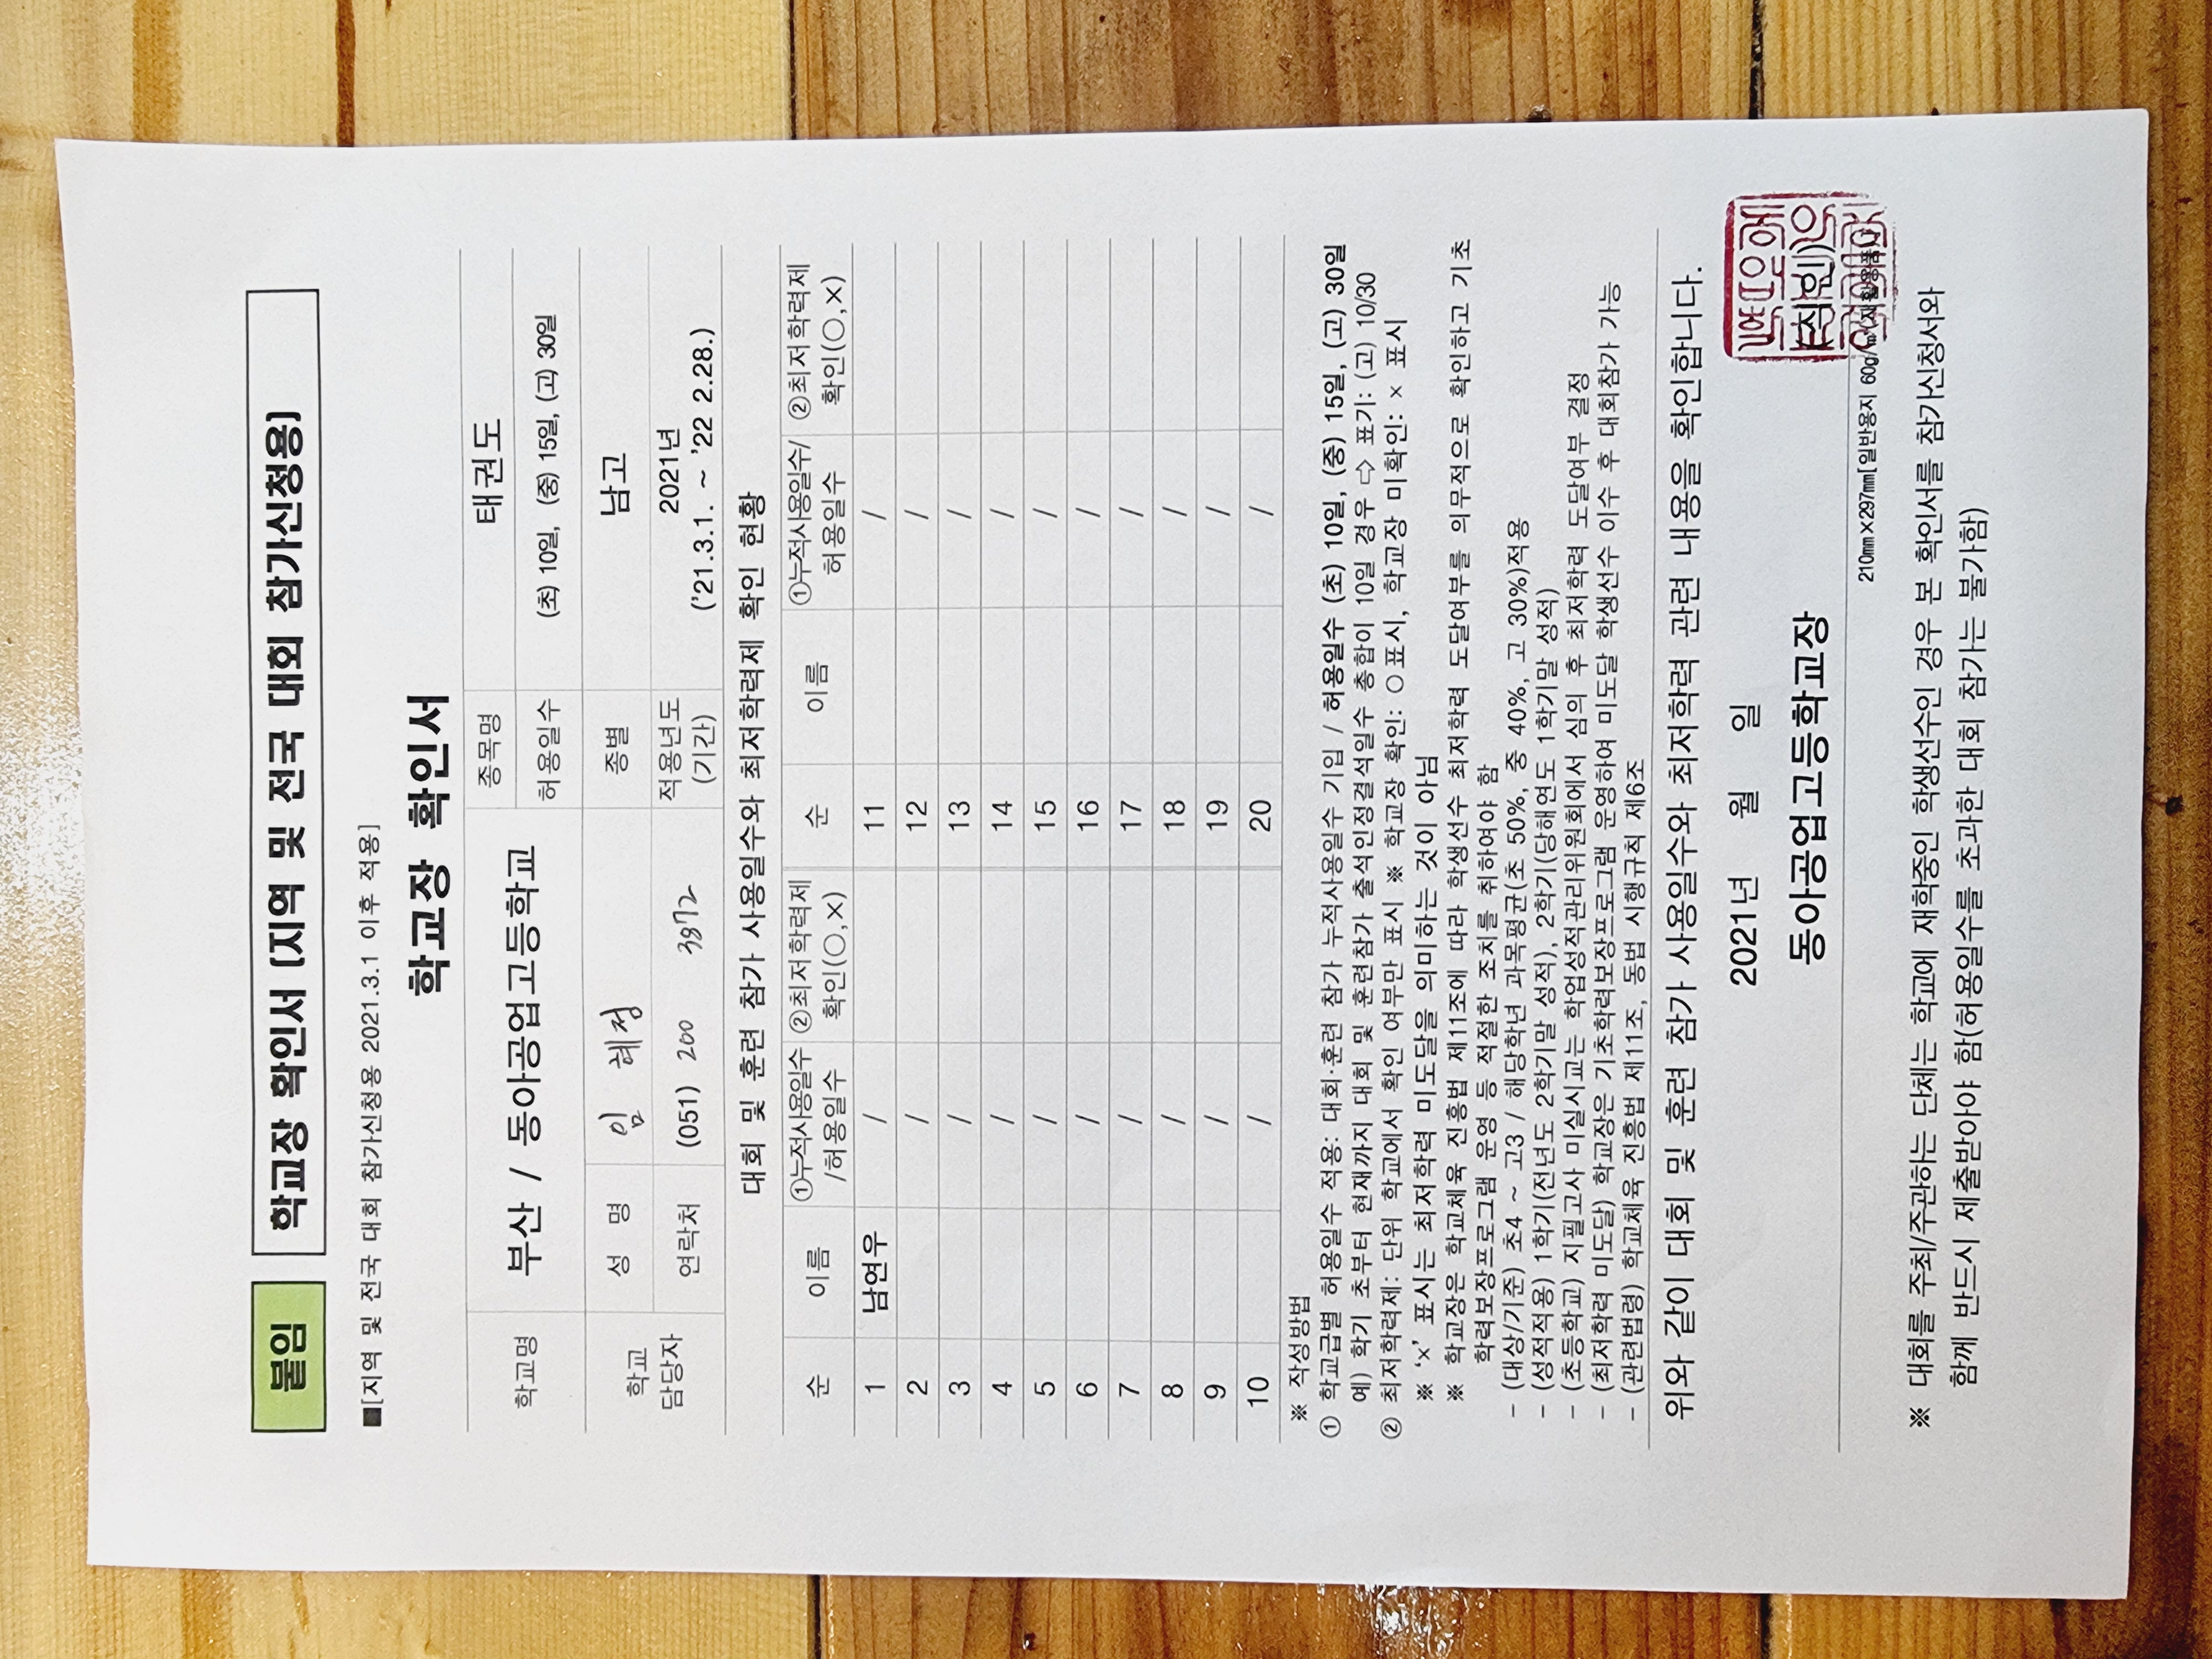 붙임 학교장 확인서 (지역 및 전국 대회 참가신청용)
■[지역 및 전국 대회 참가신청용 2021.3.1 이후 적용]
학교장 확인서
학교명 부산 / 동아공업고등학교 종목명 태권도
허용일수 (초) 10일, (중) 15일, (고) 30일
학교 담당자 성 명 임 혜정 종별 남고
연락처 (051) 200 3872 적용년도 (기간) 2021년
('21.3.1. ~ '22 2.28.)
대회 및 훈련 참가 사용일수와 최저학력제 확인 현황
순 이름 ①누적사용일수 /허용일수 ②최저학력제 확인(○,×) 순 이름 ①누적사용일수/ 허용일수 ②최저학력제 확인(○,×)
1 남연우 / 11 /
2 / 12 /
3 / 13 /
4 / 14 /
5 / 15 /
6 / 16 /
7 / 17 /
8 / 18 /
9 / 19 /
10 / 20 /
※ 작성방법
① 학교급별 허용일수 적용: 대회·훈련 참가 누적사용일수 기입 / 허용일수 (초) 10일, (중) 15일, (고) 30일
예) 학기 초부터 현재까지 대회 및 훈련참가 출석인정결석일수 총합이 10일 경우 ⇨ 표기: (고) 10/30
② 최저학력제: 단위 학교에서 확인 여부만 표시 ※ 학교장 확인: ○ 표시, 학교장 미확인: × 표시
※ '×' 표시는 최저학력 미도달을 의미하는 것이 아님
※ 학교장은 학교체육 진흥법 제11조에 따라 학생선수 최저학력 도달여부를 의무적으로 확인하고 기초
학력보장프로그램 운영 등 적절한 조치를 취하여야 함
- (대상/기준) 초4 ~ 고3 / 해당학년 과목평균(초 50%, 중 40%, 고 30%)적용
- (성적적용) 1학기(전년도 2학기말 성적), 2학기(당해연도 1학기말 성적)
- (초등학교) 지필고사 미실시교는 학업성적관리위원회에서 심의 후 최저학력 도달여부 결정
- (최저학력 미도달) 학교장은 기초학력보장프로그램 운영하여 미도달 학생선수 이수 후 대회참가 가능
- (관련법령) 학교체육 진흥법 제11조, 동법 시행규칙 제6조
위와 같이 대회 및 훈련 참가 사용일수와 최저학력 관련 내용을 확인합니다.
2021년 월 일
동아공업고등학교장 (직인)
210mm×297mm[일반용지 60g/㎡(재활용품)]
※ 대회를 주최/주관하는 단체는 학교에 재학중인 학생선수인 경우 본 확인서를 참가신청서와
함께 반드시 제출받아야 함(허용일수를 초과한 대회 참가는 불가함)